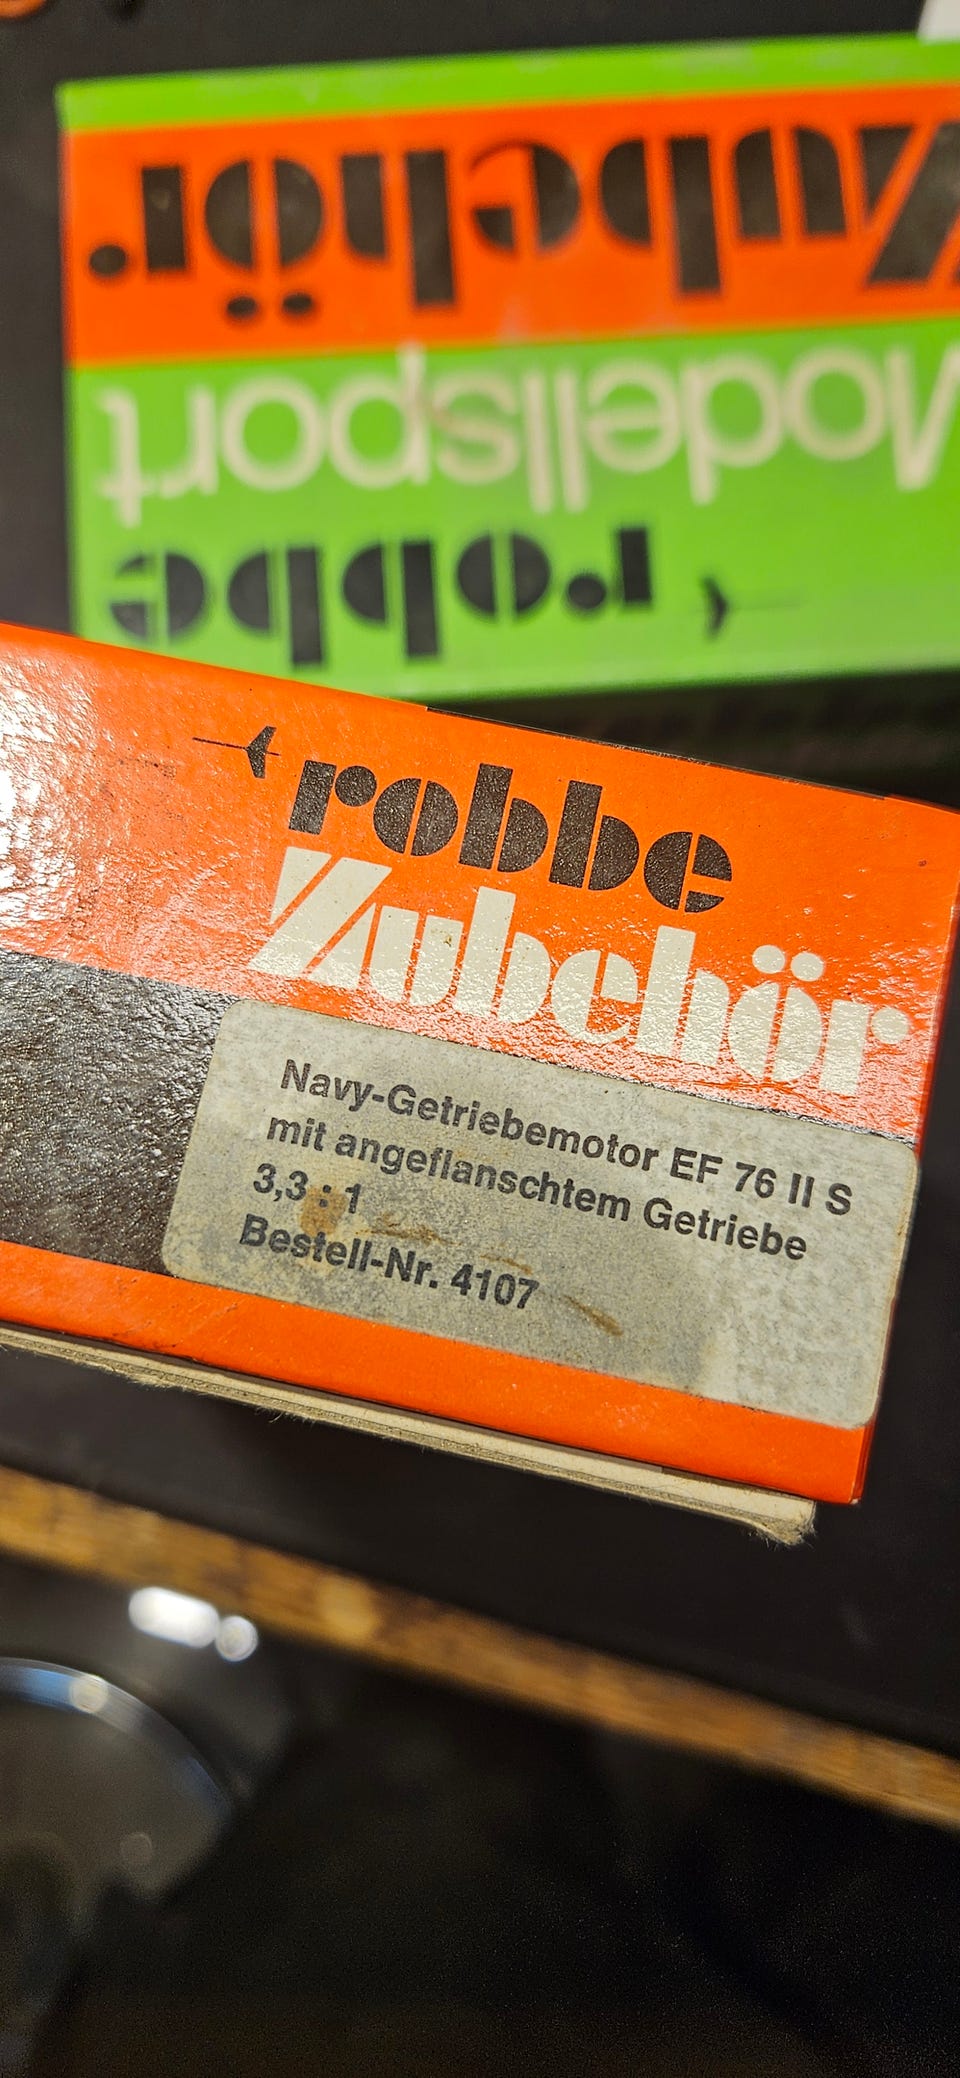 Zubehör.
Modellsport
robbe
robbe
Zubehör
Navy-Getriebemotor EF 76 II S
mit angeflanschtem Getriebe
3,3 : 1
Bestell-Nr. 4107